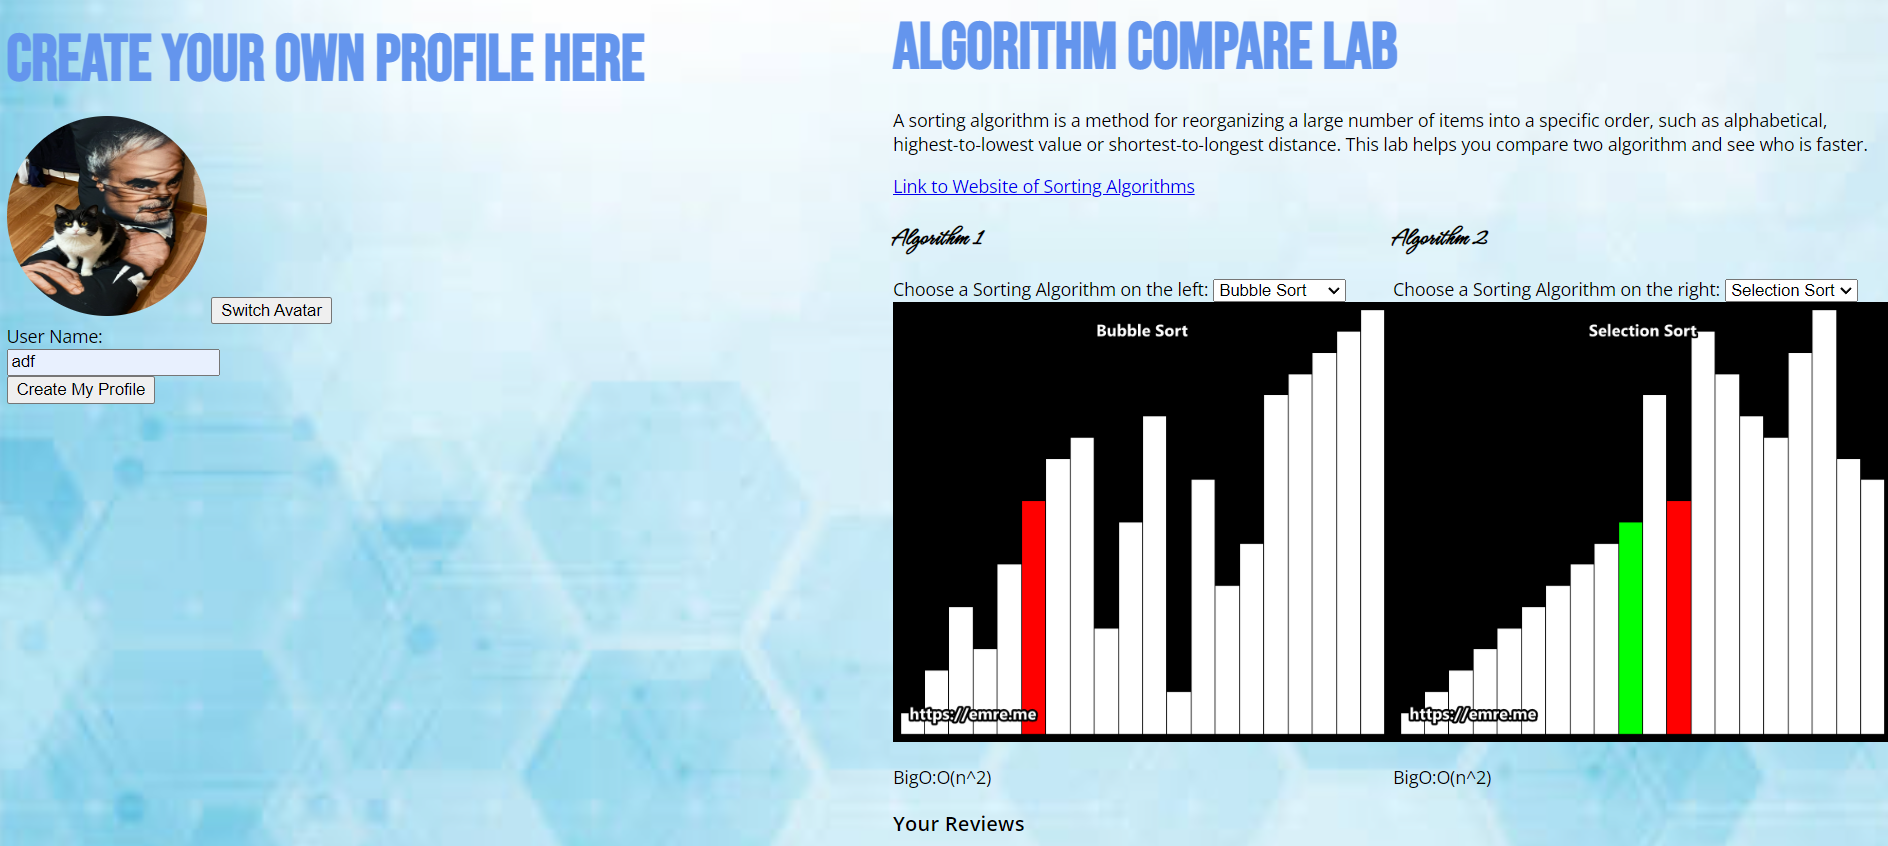 CREATE YOUR OWN PROFILE HERE
Switch Avatar
User Name:
adf
Create My Profile
ALGORITHM COMPARE LAB
A sorting algorithm is a method for reorganizing a large number of items into a specific order, such as alphabetical,
highest-to-lowest value or shortest-to-longest distance. This lab helps you compare two algorithm and see who is faster.
Link to Website of Sorting Algorithms
Algorithm 1
Choose a Sorting Algorithm on the left: Bubble Sort
Bubble Sort
https://emre.me
BigO:O(n^2)
Algorithm 2
Choose a Sorting Algorithm on the right: Selection Sort
Selection Sort
https://emre.me
BigO:O(n^2)
Your Reviews